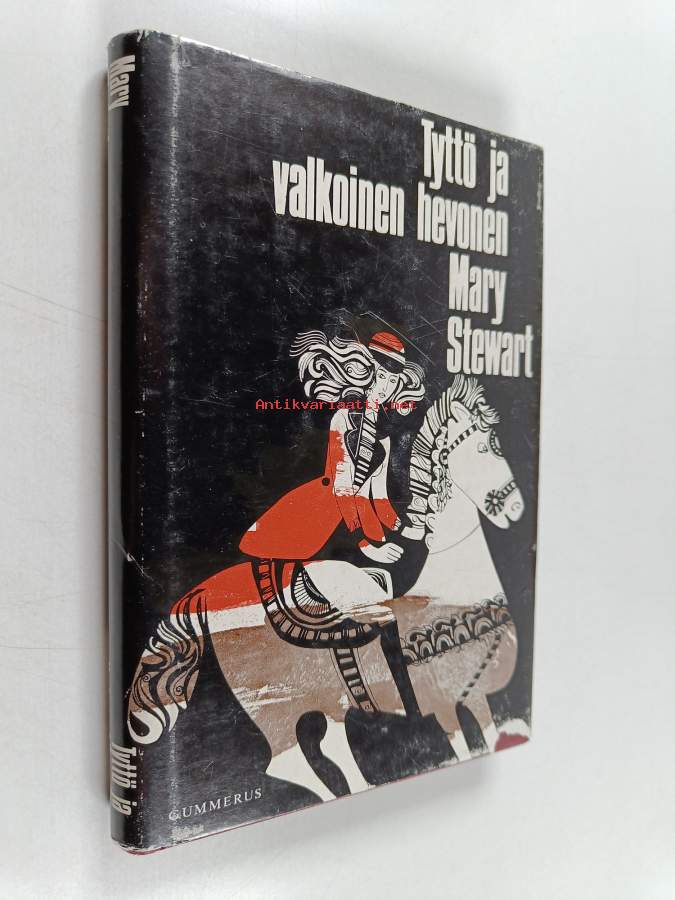 Tyttö ja
valkoinen hevonen
Mary
Stewart
Antikvariaatti.net
GUMMERUS
Mary
Tyttö ja